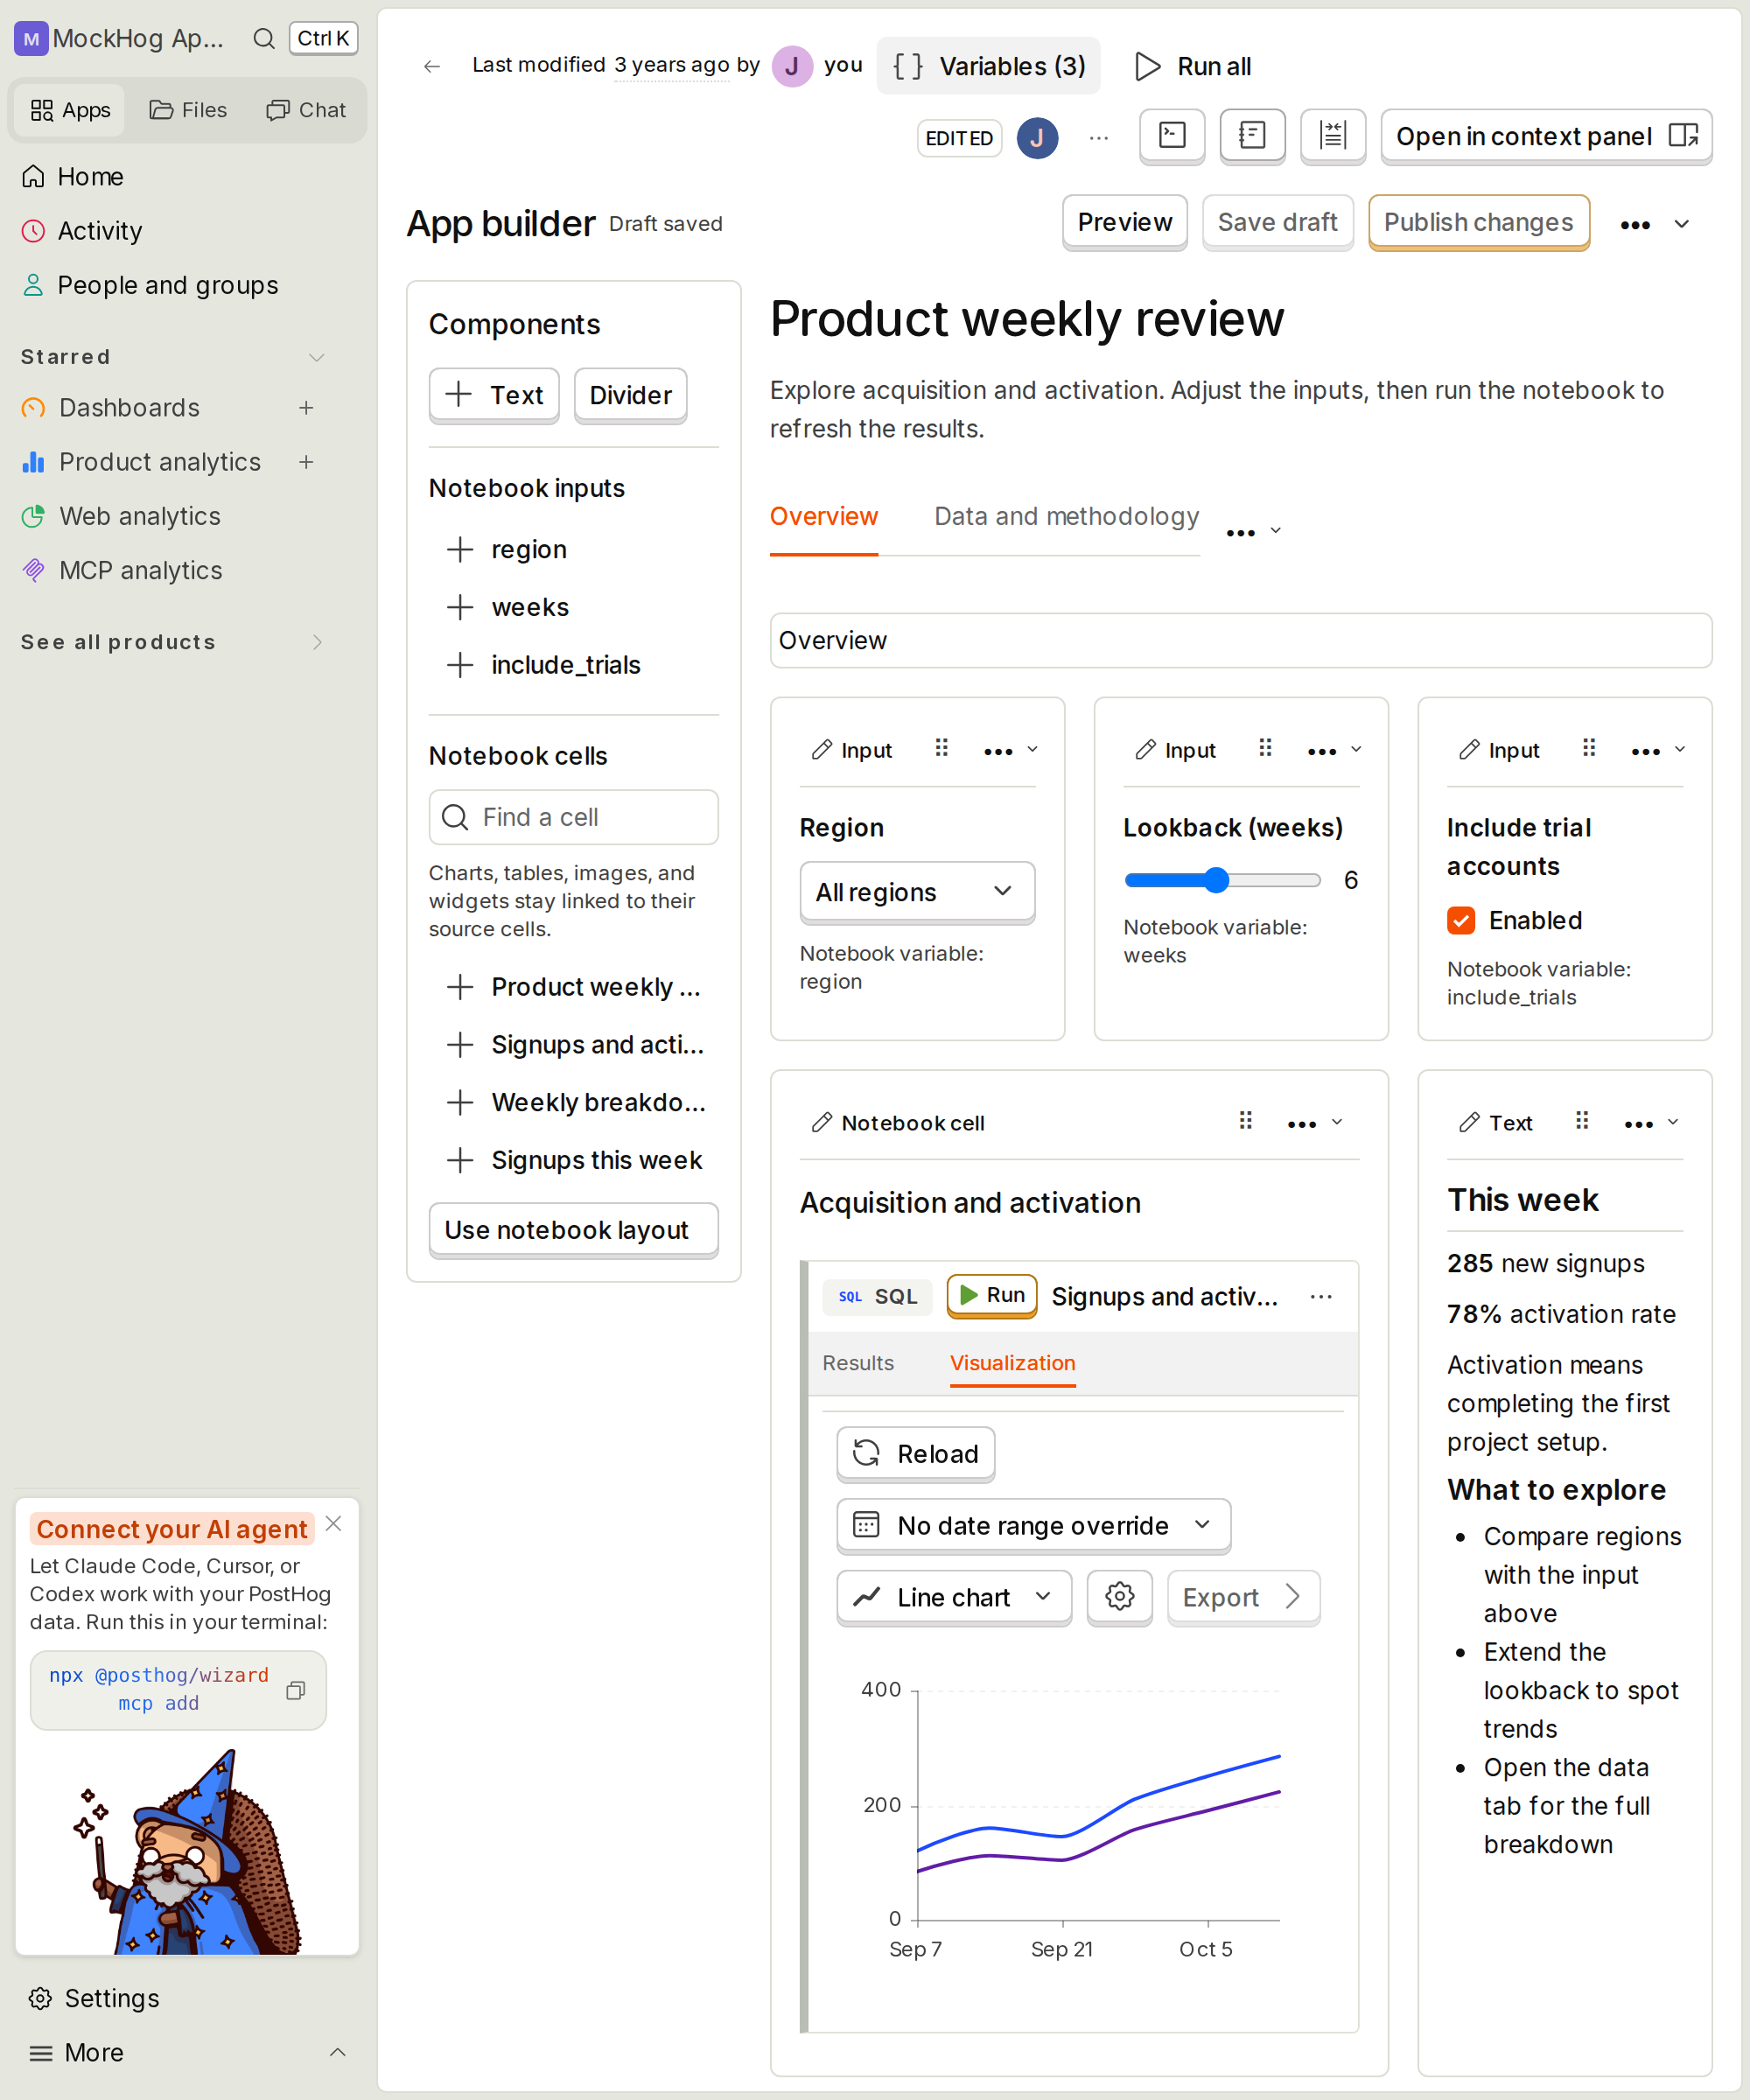 M MockHog Ap... Ctrl K
Apps Files Chat
Home
Activity
People and groups
Starred
Dashboards
Product analytics
Web analytics
MCP analytics
See all products
Connect your AI agent
Let Claude Code, Cursor, or
Codex work with your PostHog
data. Run this in your terminal:
npx @posthog/wizard
mcp add
Settings
More
Last modified 3 years ago by J you Variables (3) Run all
EDITED J Open in context panel
App builder Draft saved Preview Save draft Publish changes
Components
Text Divider
Notebook inputs
region
weeks
include_trials
Notebook cells
Find a cell
Charts, tables, images, and
widgets stay linked to their
source cells.
Product weekly ...
Signups and acti...
Weekly breakdo...
Signups this week
Use notebook layout
Product weekly review
Explore acquisition and activation. Adjust the inputs, then run the notebook to
refresh the results.
Overview Data and methodology
Overview
Input
Region
All regions
Notebook variable:
region
Input
Lookback (weeks)
6
Notebook variable:
weeks
Input
Include trial
accounts
Enabled
Notebook variable:
include_trials
Notebook cell
Acquisition and activation
SQL SQL Run Signups and activ...
Results Visualization
Reload
No date range override
Line chart Export
400
200
0
Sep 7 Sep 21 Oct 5
Text
This week
285 new signups
78% activation rate
Activation means
completing the first
project setup.
What to explore
Compare regions
with the input
above
Extend the
lookback to spot
trends
Open the data
tab for the full
breakdown